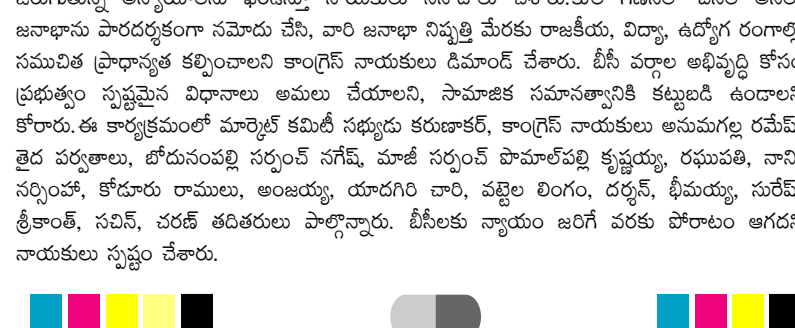 జనాభాను పారదర్శకంగా నమోదు చేసి, వారి జనాభా నిష్పత్తి మేరకు రాజకీయ, విద్యా, ఉద్యోగ రంగాల్లో
సముచిత ప్రాధాన్యత కల్పించాలని కాంగ్రెస్ నాయకులు డిమాండ్ చేశారు. బీసీ వర్గాల అభివృద్ధి కోసం
ప్రభుత్వం స్పష్టమైన విధానాలు అమలు చేయాలని, సామాజిక సమానత్వానికి కట్టుబడి ఉండాలని
కోరారు.ఈ కార్యక్రమంలో మార్కెట్ కమిటీ సభ్యుడు కరుణాకర్, కాంగ్రెస్ నాయకులు అనుమగల్ల రమేష్
తైద పర్వతాలు, బోదునంపల్లి సర్పంచ్ నగేష్, మాజీ సర్పంచ్ పొమాల్‌పల్లి కృష్ణయ్య, రఘుపతి, నాని
నర్సింహా, కోడూరు రాములు, అంజయ్య, యాదగిరి చారి, వట్టెల లింగం, దర్శన్, భీమయ్య, సురేష్
శ్రీకాంత్, సచిన్, చరణ్ తదితరులు పాల్గొన్నారు. బీసీలకు న్యాయం జరిగే వరకు పోరాటం ఆగదని
నాయకులు స్పష్టం చేశారు.